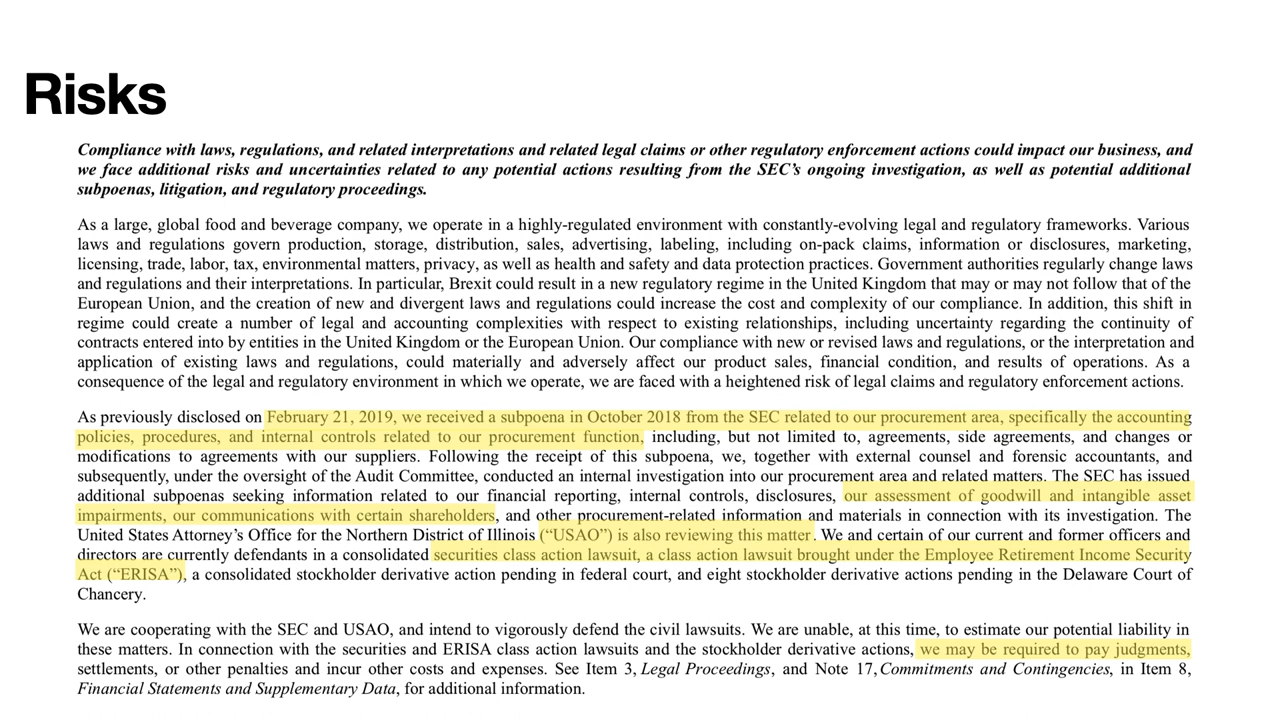 Risks
Compliance with laws, regulations, and related interpretations and related legal claims or other regulatory enforcement actions could impact our business, and
we face additional risks and uncertainties related to any potential actions resulting from the SEC’s ongoing investigation, as well as potential additional
subpoenas, litigation, and regulatory proceedings.
As a large, global food and beverage company, we operate in a highly-regulated environment with constantly-evolving legal and regulatory frameworks. Various
laws and regulations govern production, storage, distribution, sales, advertising, labeling, including on-pack claims, information or disclosures, marketing,
licensing, trade, labor, tax, environmental matters, privacy, as well as health and safety and data protection practices. Government authorities regularly change laws
and regulations and their interpretations. In particular, Brexit could result in a new regulatory regime in the United Kingdom that may or may not follow that of the
European Union, and the creation of new and divergent laws and regulations could increase the cost and complexity of our compliance. In addition, this shift in
regime could create a number of legal and accounting complexities with respect to existing relationships, including uncertainty regarding the continuity of
contracts entered into by entities in the United Kingdom or the European Union. Our compliance with new or revised laws and regulations, or the interpretation and
application of existing laws and regulations, could materially and adversely affect our product sales, financial condition, and results of operations. As a
consequence of the legal and regulatory environment in which we operate, we are faced with a heightened risk of legal claims and regulatory enforcement actions.
As previously disclosed on February 21, 2019, we received a subpoena in October 2018 from the SEC related to our procurement area, specifically the accounting
policies, procedures, and internal controls related to our procurement function, including, but not limited to, agreements, side agreements, and changes or
modifications to agreements with our suppliers. Following the receipt of this subpoena, we, together with external counsel and forensic accountants, and
subsequently, under the oversight of the Audit Committee, conducted an internal investigation into our procurement area and related matters. The SEC has issued
additional subpoenas seeking information related to our financial reporting, internal controls, disclosures, our assessment of goodwill and intangible asset
impairments, our communications with certain shareholders, and other procurement-related information and materials in connection with its investigation. The
United States Attorney’s Office for the Northern District of Illinois (“USAO”) is also reviewing this matter. We and certain of our current and former officers and
directors are currently defendants in a consolidated securities class action lawsuit, a class action lawsuit brought under the Employee Retirement Income Security
Act (“ERISA”), a consolidated stockholder derivative action pending in federal court, and eight stockholder derivative actions pending in the Delaware Court of
Chancery.
We are cooperating with the SEC and USAO, and intend to vigorously defend the civil lawsuits. We are unable, at this time, to estimate our potential liability in
these matters. In connection with the securities and ERISA class action lawsuits and the stockholder derivative actions, we may be required to pay judgments,
settlements, or other penalties and incur other costs and expenses. See Item 3, Legal Proceedings, and Note 17, Commitments and Contingencies, in Item 8,
Financial Statements and Supplementary Data, for additional information.